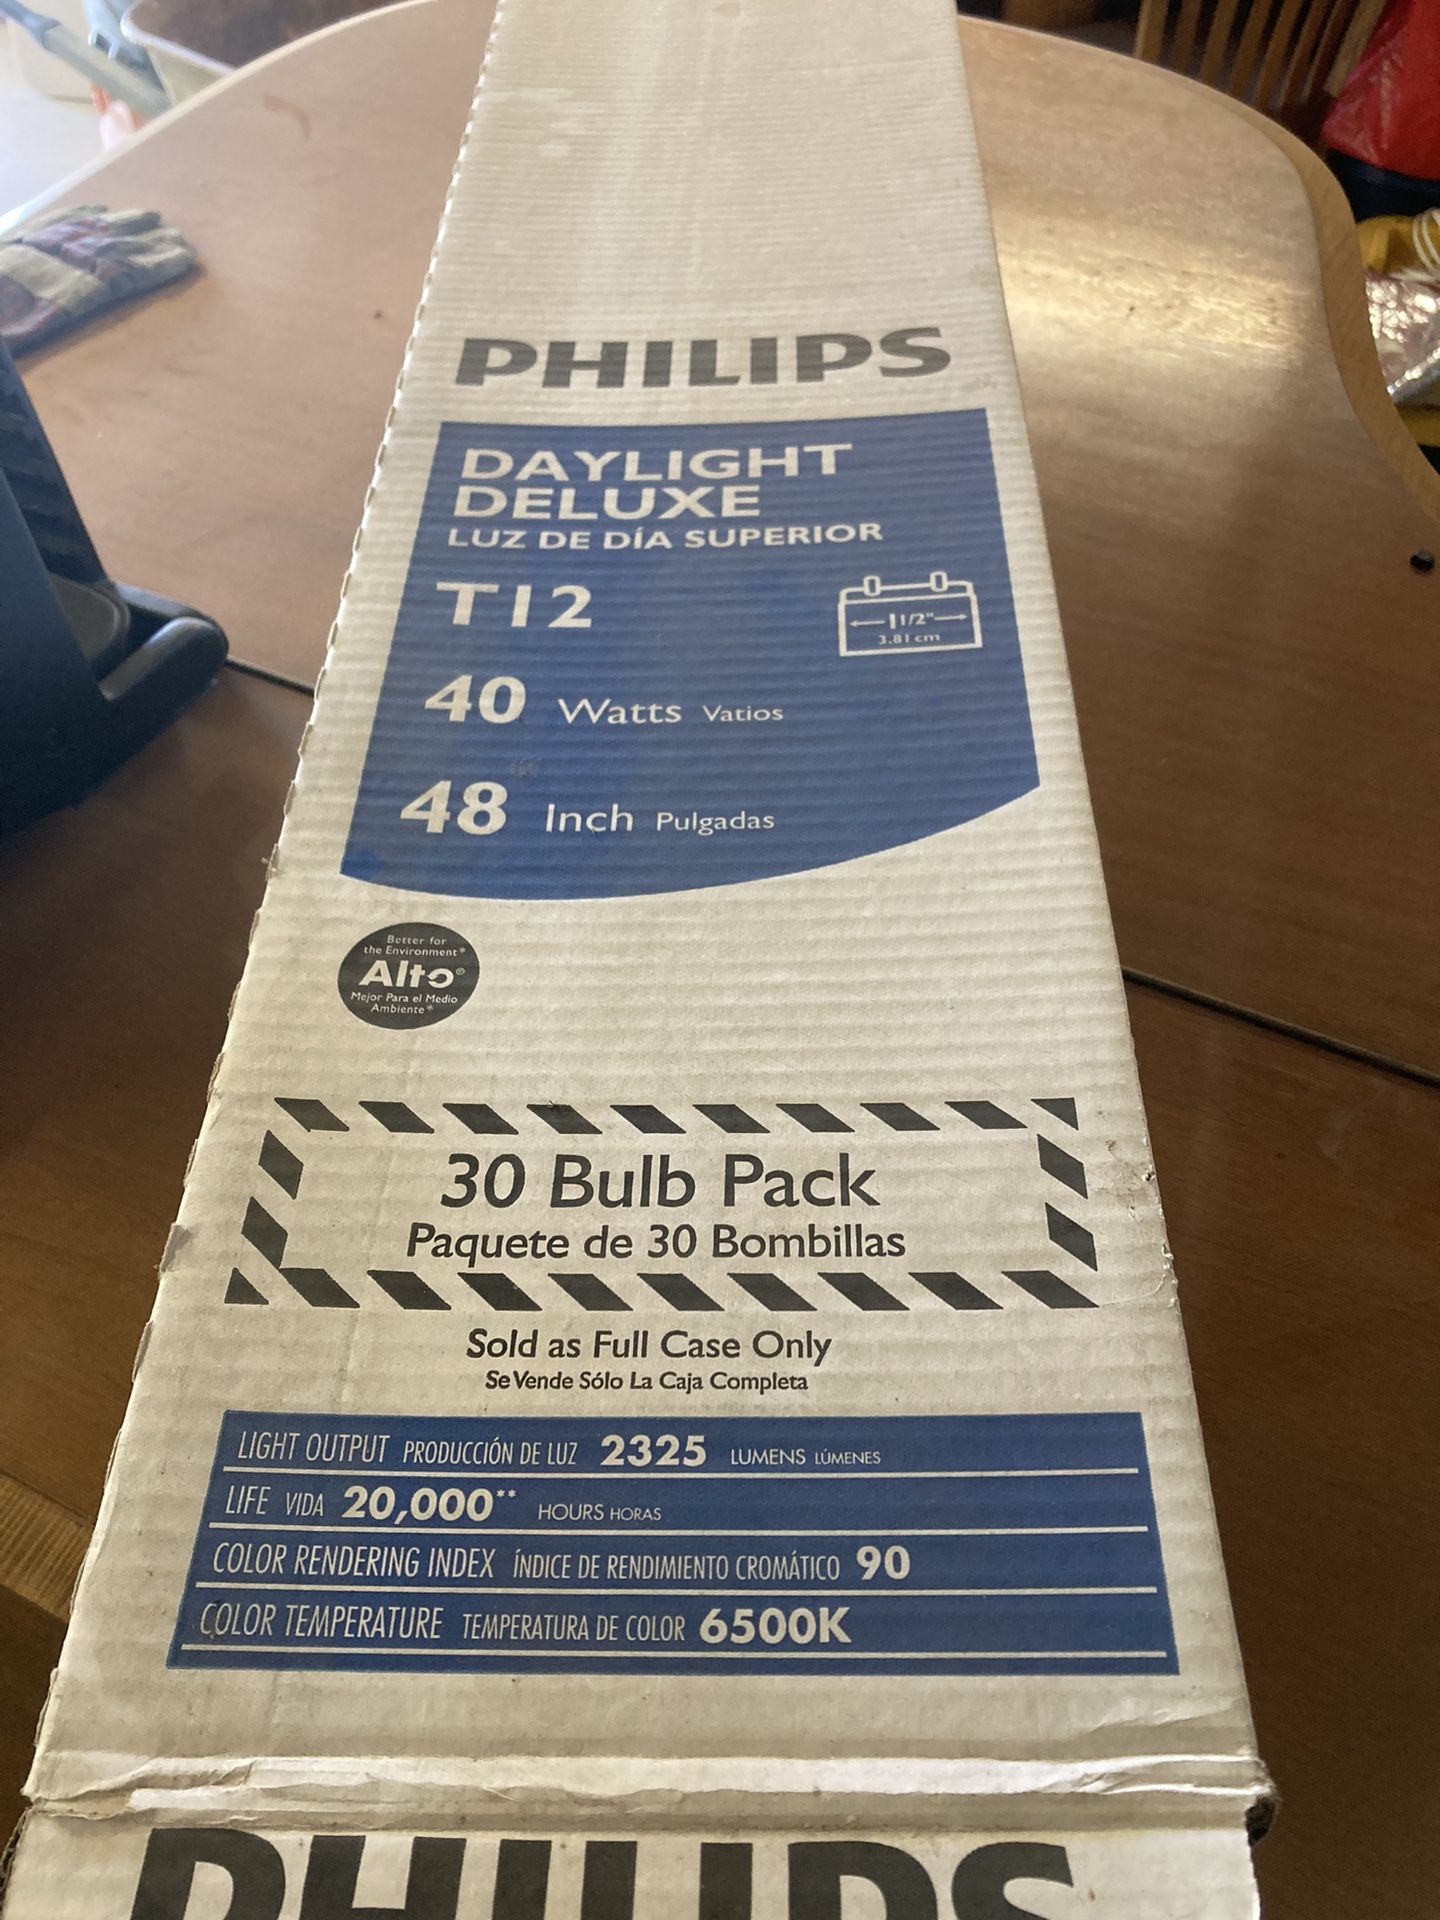 PHILIPS
DAYLIGHT
DELUXE
LUZ DE DÍA SUPERIOR
T12
1 1/2"
3.81 cm
40 Watts Vatios
48 Inch Pulgadas
Better for
the Environment*
Alto®
Mejor Para el Medio
Ambiente*
30 Bulb Pack
Paquete de 30 Bombillas
Sold as Full Case Only
Se Vende Sólo La Caja Completa
LIGHT OUTPUT PRODUCCIÓN DE LUZ 2325 LUMENS LÚMENES
LIFE VIDA 20,000** HOURS HORAS
COLOR RENDERING INDEX ÍNDICE DE RENDIMIENTO CROMÁTICO 90
COLOR TEMPERATURE TEMPERATURA DE COLOR 6500K
PHILIPS